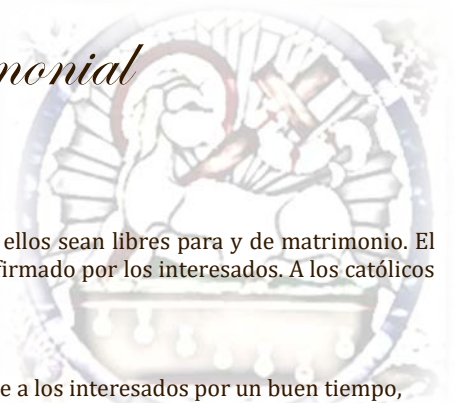 monial
ellos sean libres para y de matrimonio. El
firmado por los interesados. A los católicos
e a los interesados por un buen tiempo,